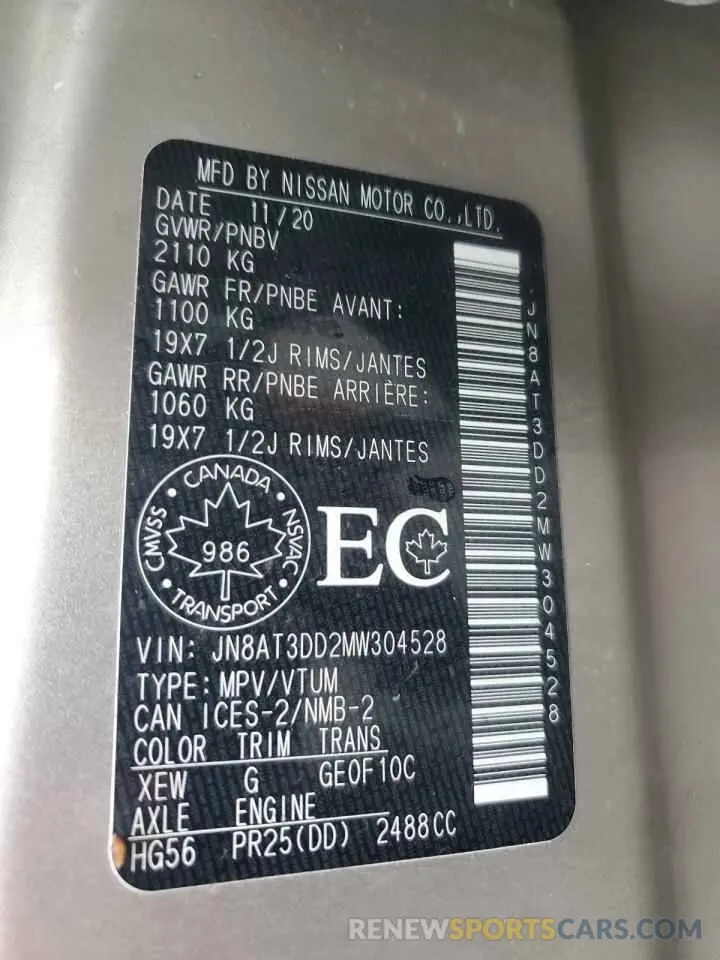 MFD BY NISSAN MOTOR CO.,LTD.
DATE 11/20
GVWR/PNBV
2110 KG
GAWR FR/PNBE AVANT:
1100 KG
19X7 1/2J RIMS/JANTES
GAWR RR/PNBE ARRIÈRE:
1060 KG
19X7 1/2J RIMS/JANTES
CANADA
CMVSS
986
NSVAC
TRANSPORT
EC
VIN: JN8AT3DD2MW304528
TYPE:MPV/VTUM
CAN ICES-2/NMB-2
COLOR TRIM TRANS
XEW G GE0F10C
AXLE ENGINE
HG56 PR25(DD) 2488CC
JN8AT3DD2MW304528
RENEWSPORTSCARS.COM